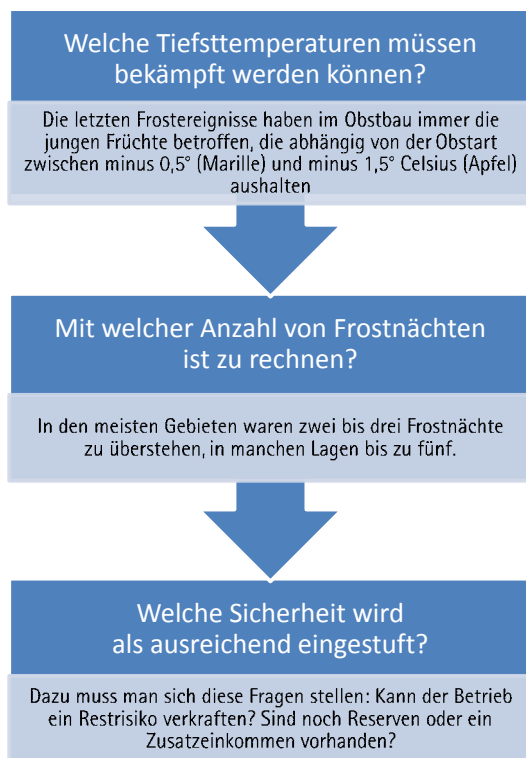 Welche Tiefsttemperaturen müssen
bekämpft werden können?
Die letzten Frostereignisse haben im Obstbau immer die
jungen Früchte betroffen, die abhängig von der Obstart
zwischen minus 0,5° (Marille) und minus 1,5° Celsius (Apfel)
aushalten
Mit welcher Anzahl von Frostnächten
ist zu rechnen?
In den meisten Gebieten waren zwei bis drei Frostnächte
zu überstehen, in manchen Lagen bis zu fünf.
Welche Sicherheit wird
als ausreichend eingestuft?
Dazu muss man sich diese Fragen stellen: Kann der Betrieb
ein Restrisiko verkraften? Sind noch Reserven oder ein
Zusatzeinkommen vorhanden?